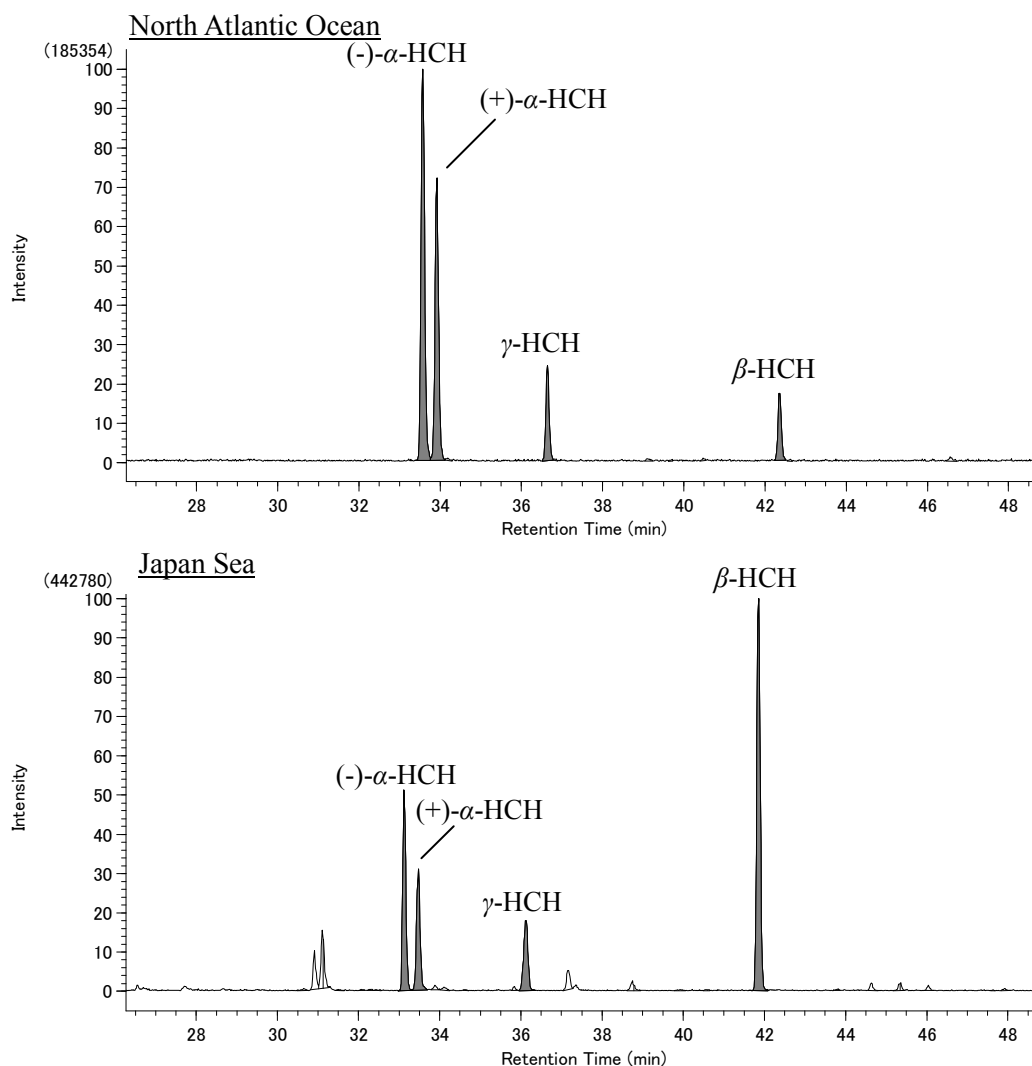 North Atlantic Ocean
(185354)
(-)-α-HCH
(+)-α-HCH
γ-HCH
β-HCH
100
90
80
70
60
50
40
30
20
10
0
Intensity
28 30 32 34 36 38 40 42 44 46 48
Retention Time (min)
Japan Sea
(442780)
β-HCH
(-)-α-HCH
(+)-α-HCH
γ-HCH
100
90
80
70
60
50
40
30
20
10
0
Intensity
28 30 32 34 36 38 40 42 44 46 48
Retention Time (min)